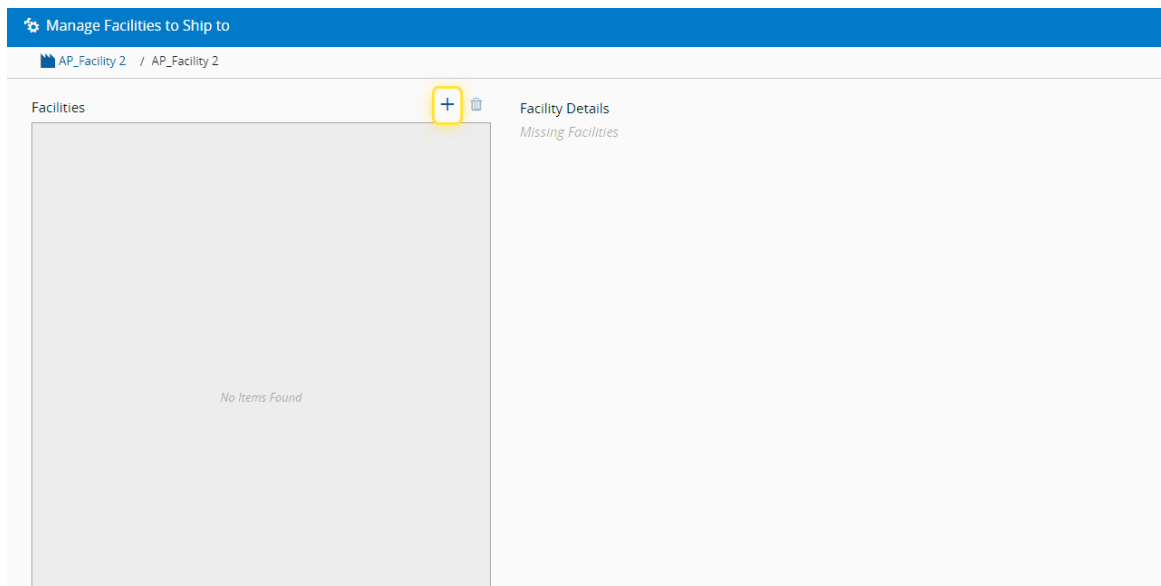 Manage Facilities to Ship to
AP_Facility 2 / AP_Facility 2
Facilities
Facility Details
Missing Facilities
No Items Found